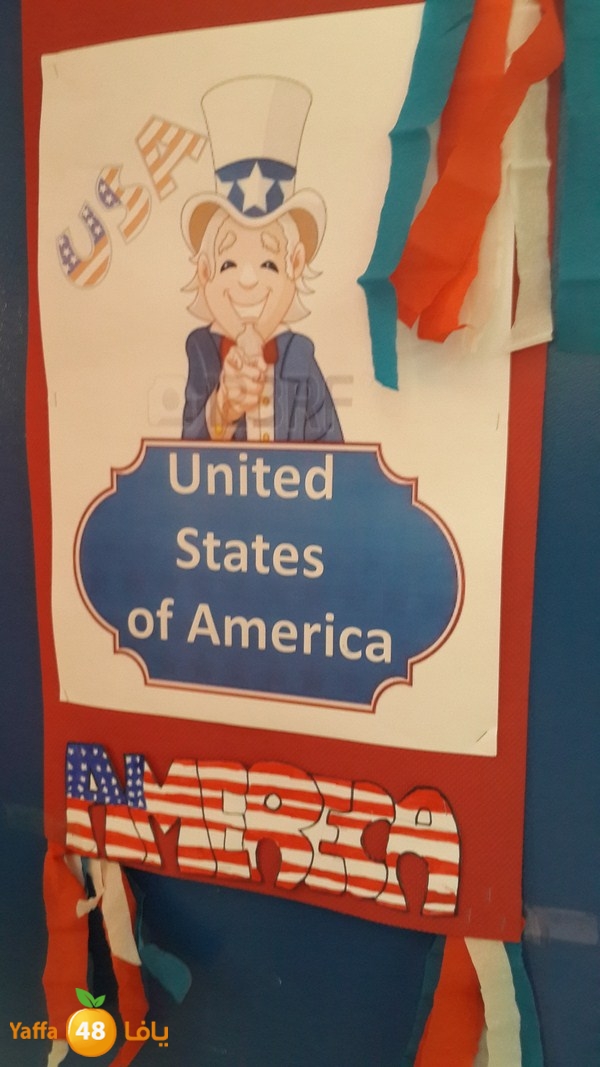 USA
United
States
of America
AMERICA
Yaffa 48 يافا